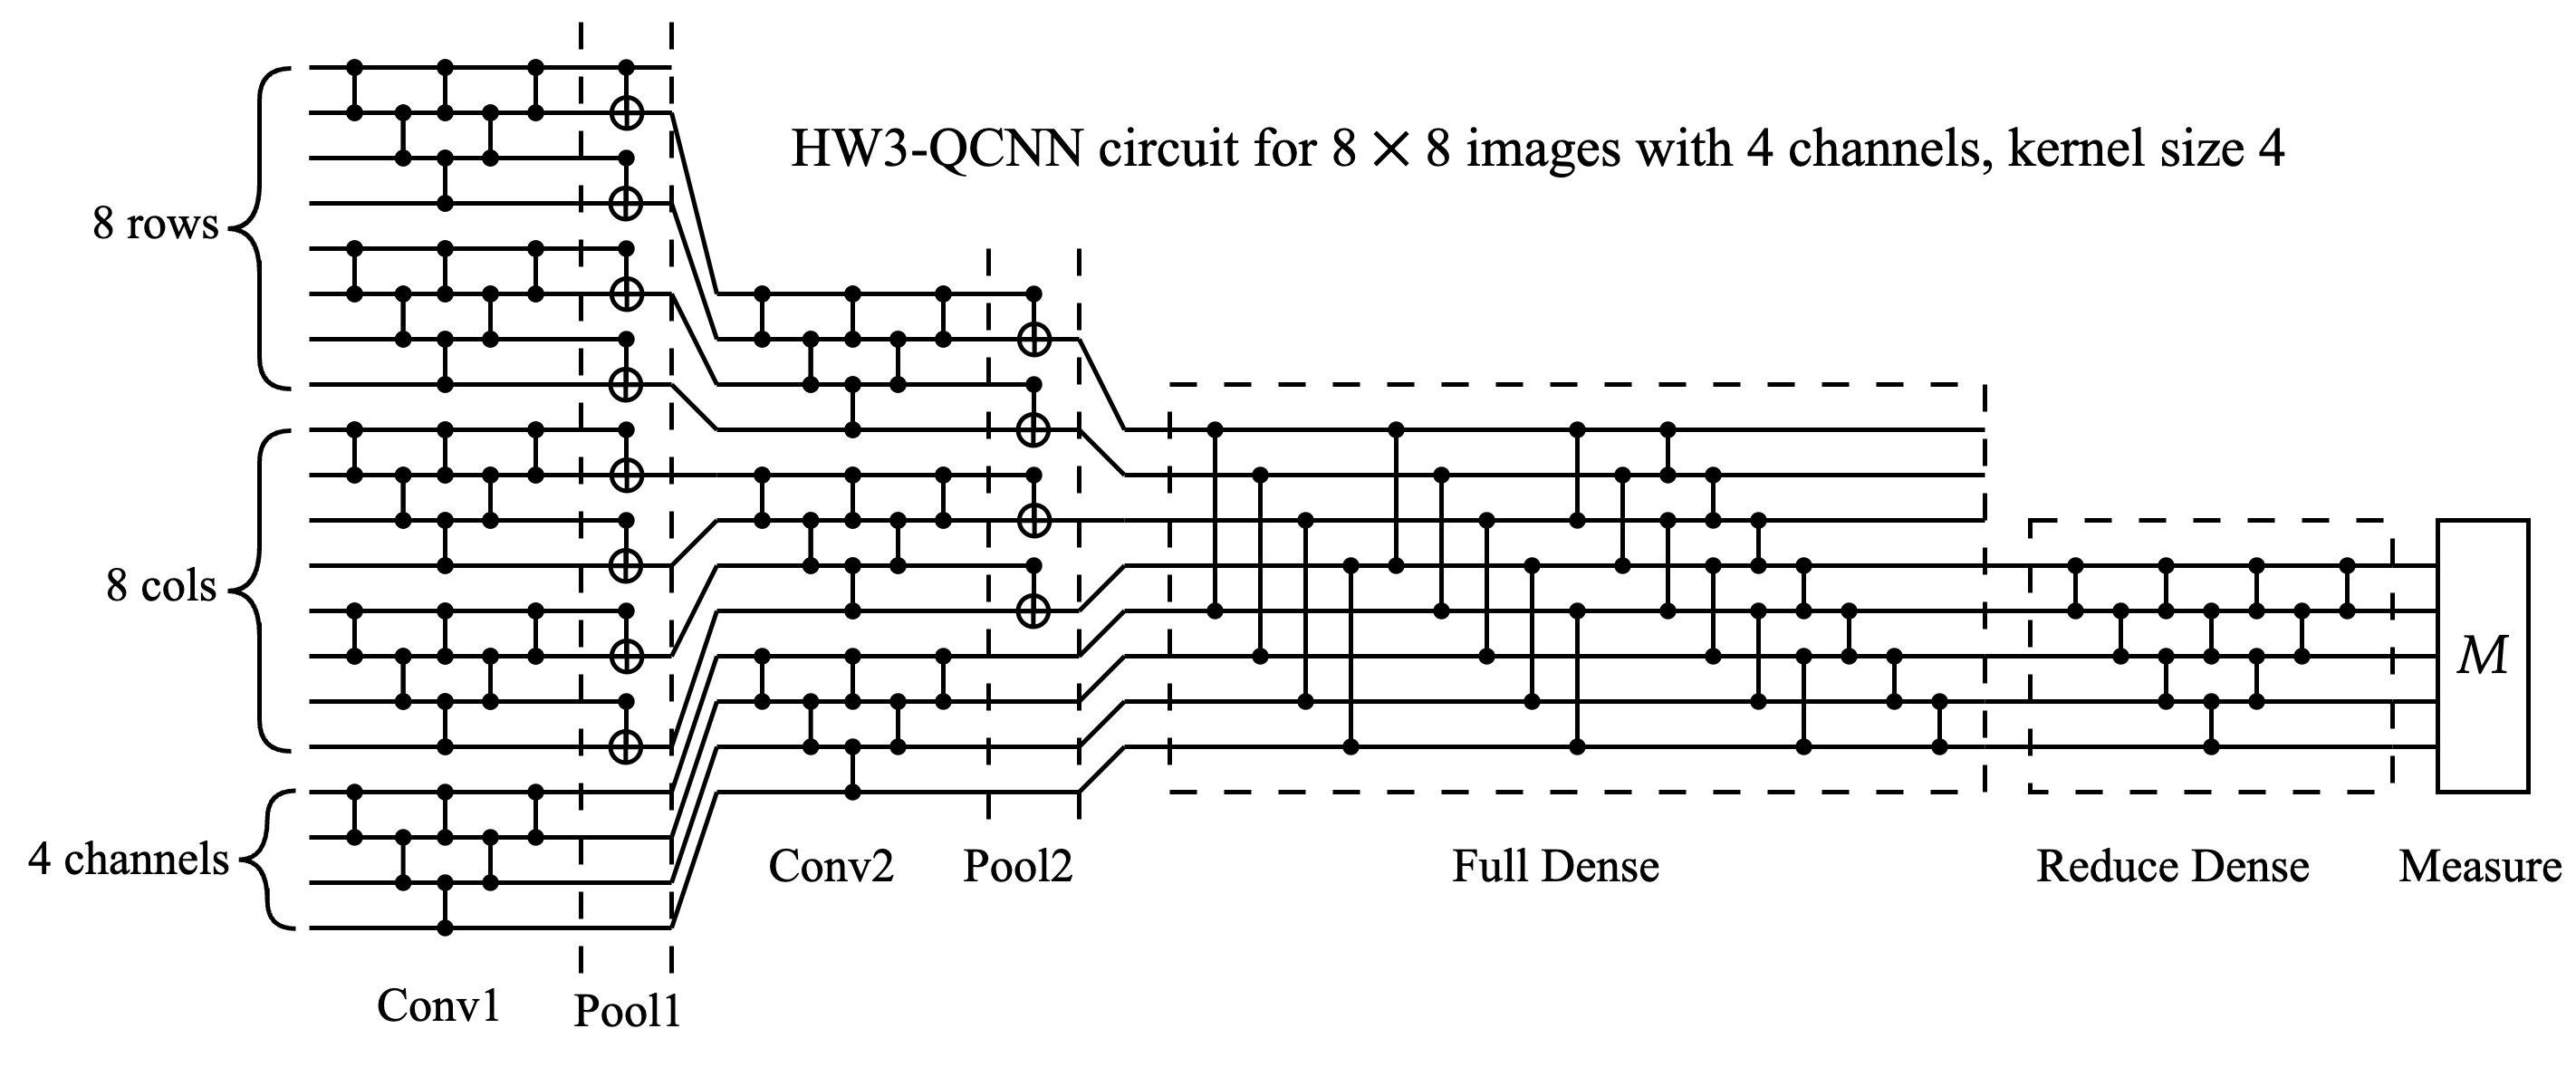 HW3-QCNN circuit for 8 × 8 images with 4 channels, kernel size 4
8 rows
8 cols
4 channels
Conv1
Pool1
Conv2
Pool2
Full Dense
Reduce Dense
Measure
M